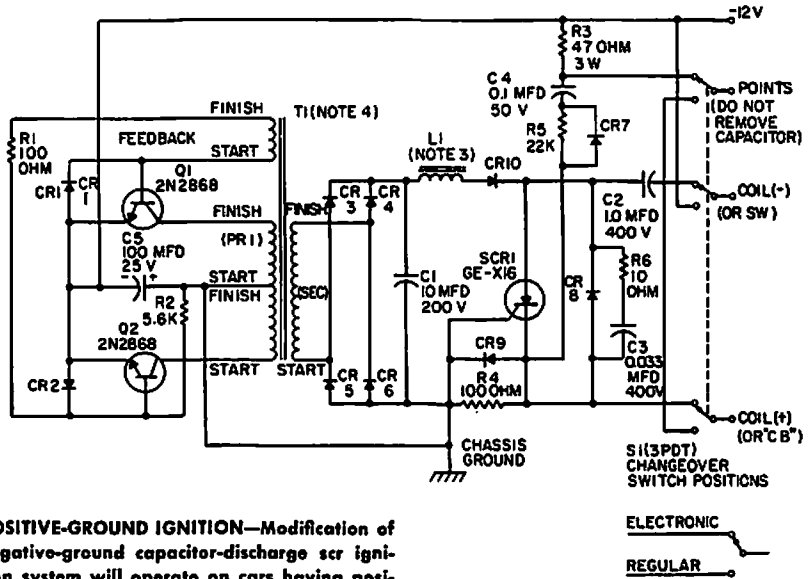 -12V
R3
47 OHM
3 W
C4
0.1 MFD
50 V
POINTS
(DO NOT
REMOVE
CAPACITOR)
FINISH
T1(NOTE 4)
R1
100
OHM
FEEDBACK
START
Q1
2N2868
CR1
CR
1
L1
(NOTE 3)
CR10
R5
22K
CR7
FINISH
(PRI)
CR
3
CR
4
FINISH
C2
1.0 MFD
400 V
COIL(-)
(OR SW)
C5
100 MFD
25 V
- +
START
FINISH
(SEC)
C1
10 MFD
200 V
SCR1
GE-X16
R6
10
OHM
CR
8
R2
5.6K
Q2
2N2868
START
START
CR9
C3
0.033
MFD
400V
CR2
CR
5
CR
6
R4
100 OHM
COIL(+)
(OR "CB")
CHASSIS
GROUND
S1(3PDT)
CHANGEOVER
SWITCH POSITIONS
ELECTRONIC
REGULAR
OSITIVE-GROUND IGNITION—Modification of
egative-ground capacitor-discharge scr igni-
on system will operate on cars having posi-